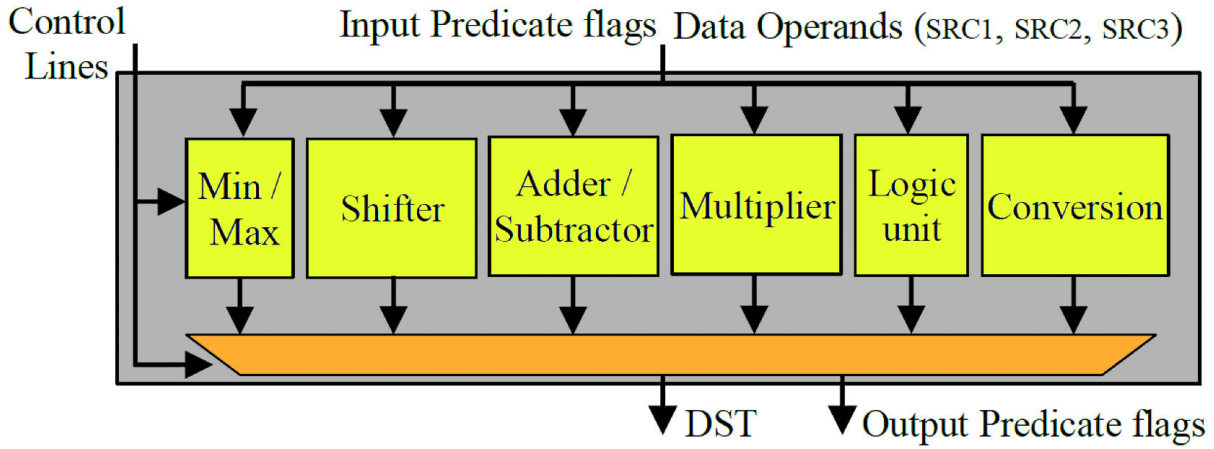 Control
Lines
Input Predicate flags
Data Operands (SRC1, SRC2, SRC3)
Min /
Max
Shifter
Adder /
Subtractor
Multiplier
Logic
unit
Conversion
DST
Output Predicate flags